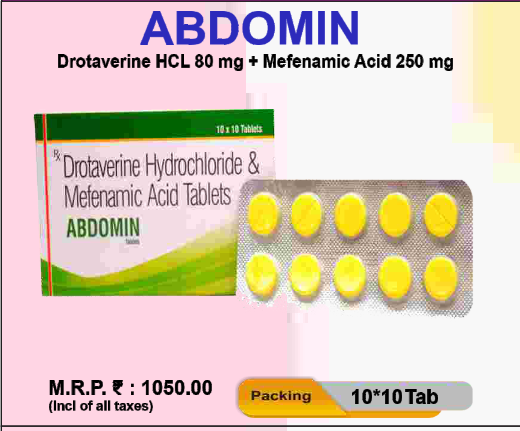 ABDOMIN
Drotaverine HCL 80 mg + Mefenamic Acid 250 mg
10 x 10 Tablets
Rx Drotaverine Hydrochloride &
Mefenamic Acid Tablets
ABDOMIN
Tablets
M.R.P. ₹ : 1050.00
(Incl of all taxes)
Packing 10*10 Tab